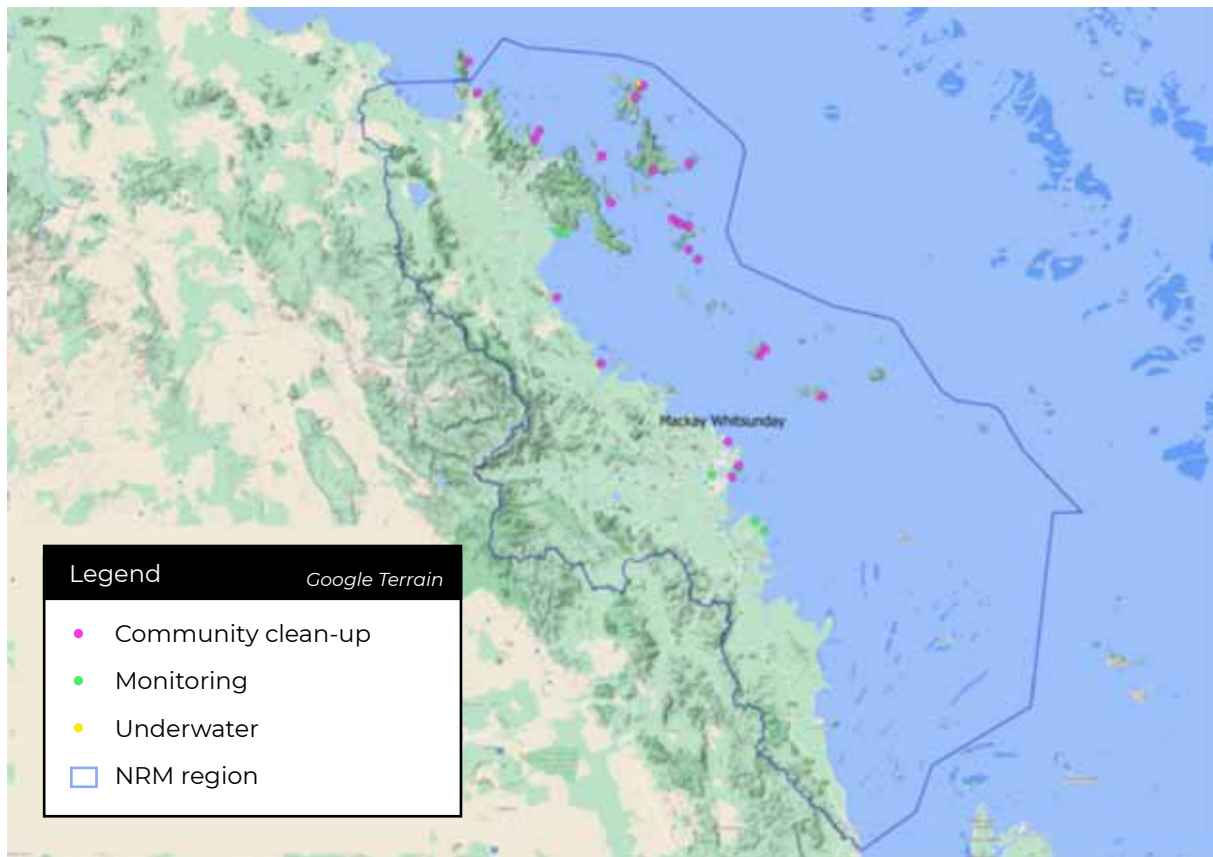 Mackay Whitsunday
Legend
Google Terrain
Community clean-up
Monitoring
Underwater
NRM region